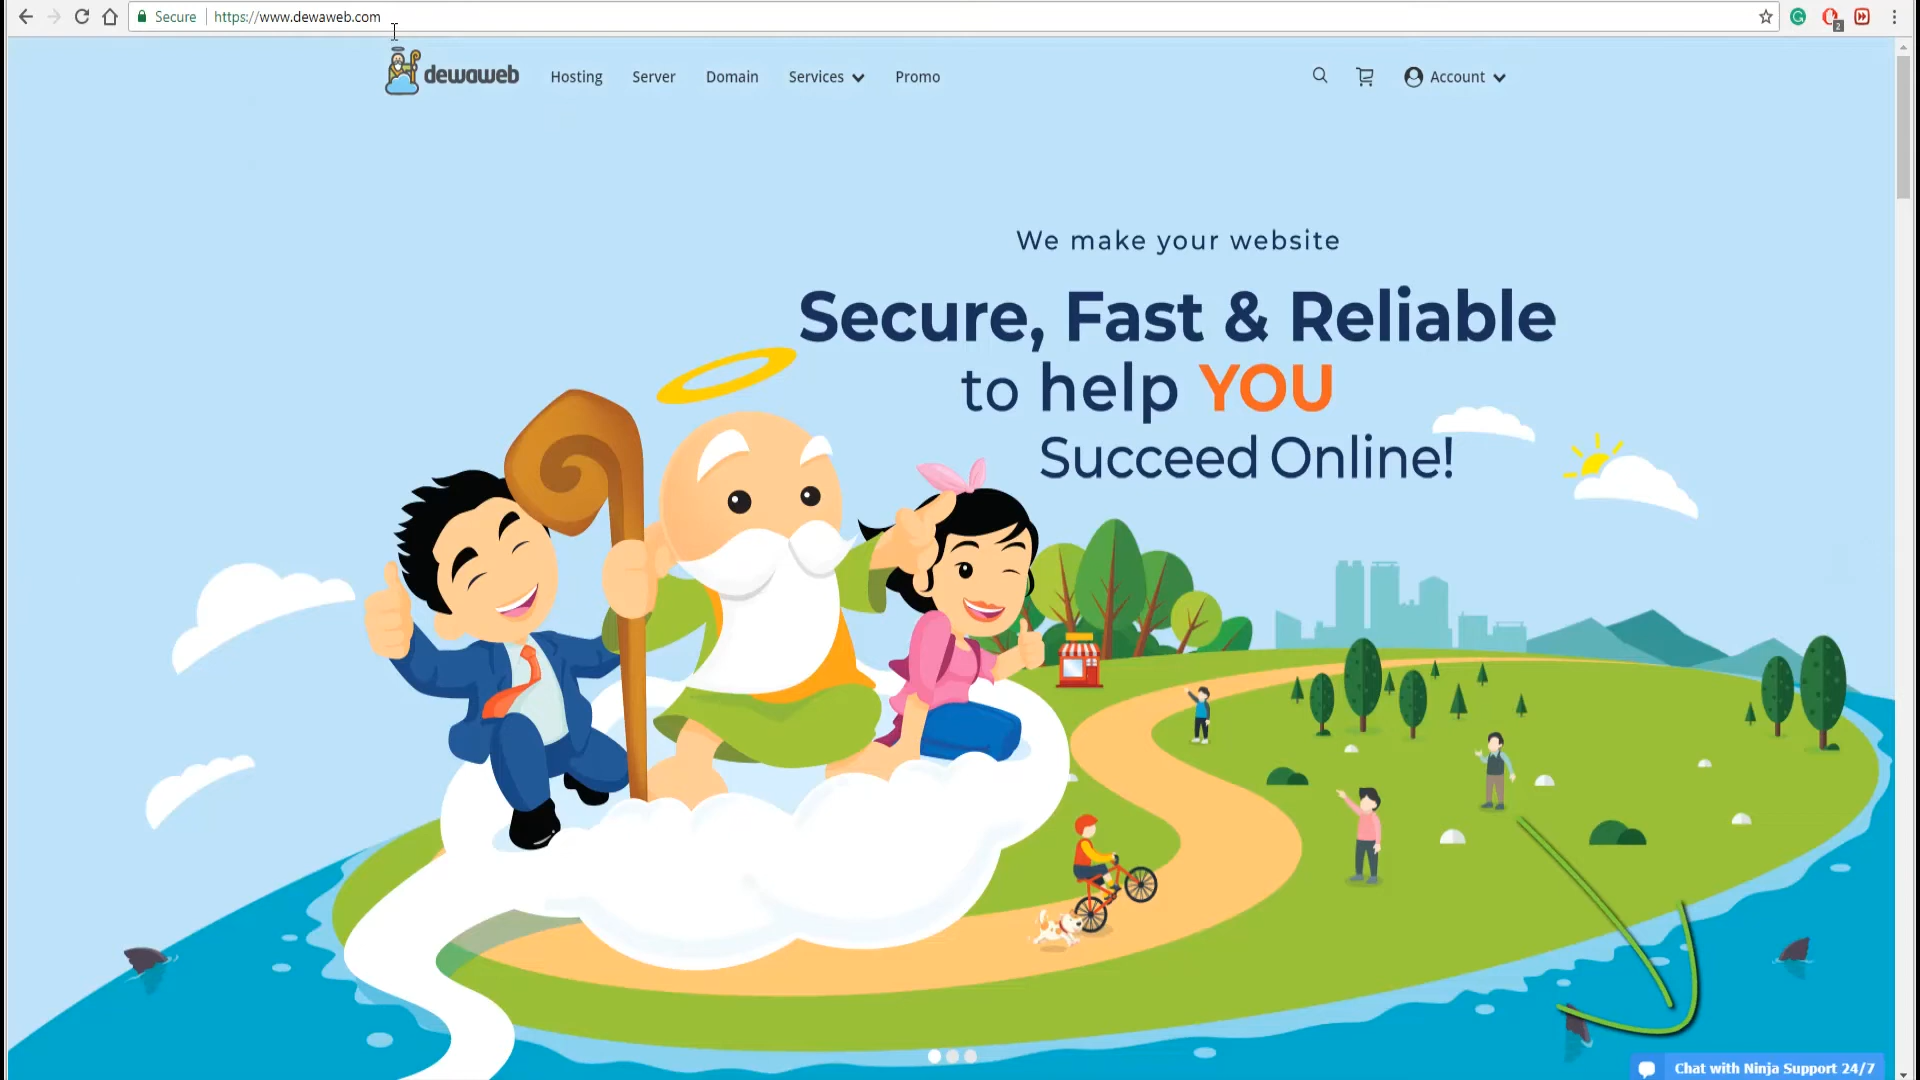 Secure https://www.dewaweb.com
2
dewaweb Hosting Server Domain Services Promo Account
We make your website
Secure, Fast & Reliable
to help YOU
Succeed Online!
Chat with Ninja Support 24/7